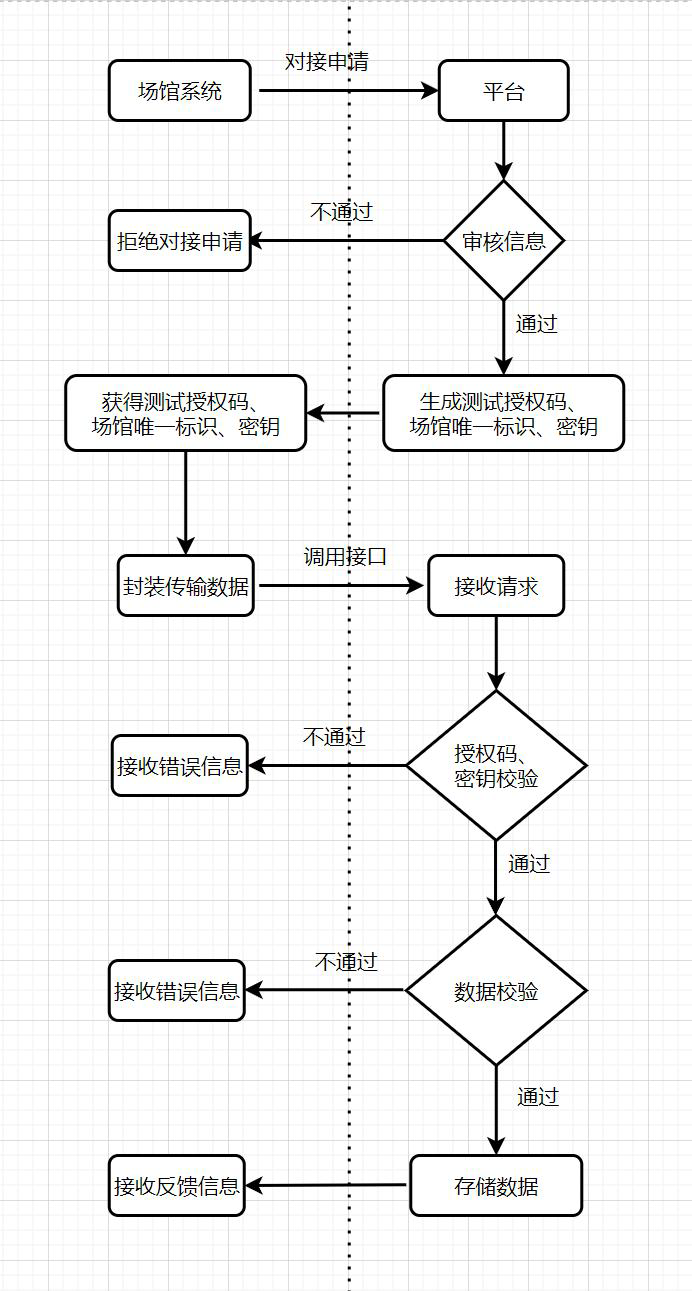 对接申请
场馆系统
平台
不通过
拒绝对接申请
审核信息
通过
获得测试授权码、
场馆唯一标识、密钥
生成测试授权码、
场馆唯一标识、密钥
调用接口
封装传输数据
接收请求
不通过
接收错误信息
授权码、
密钥校验
通过
不通过
接收错误信息
数据校验
通过
接收反馈信息
存储数据